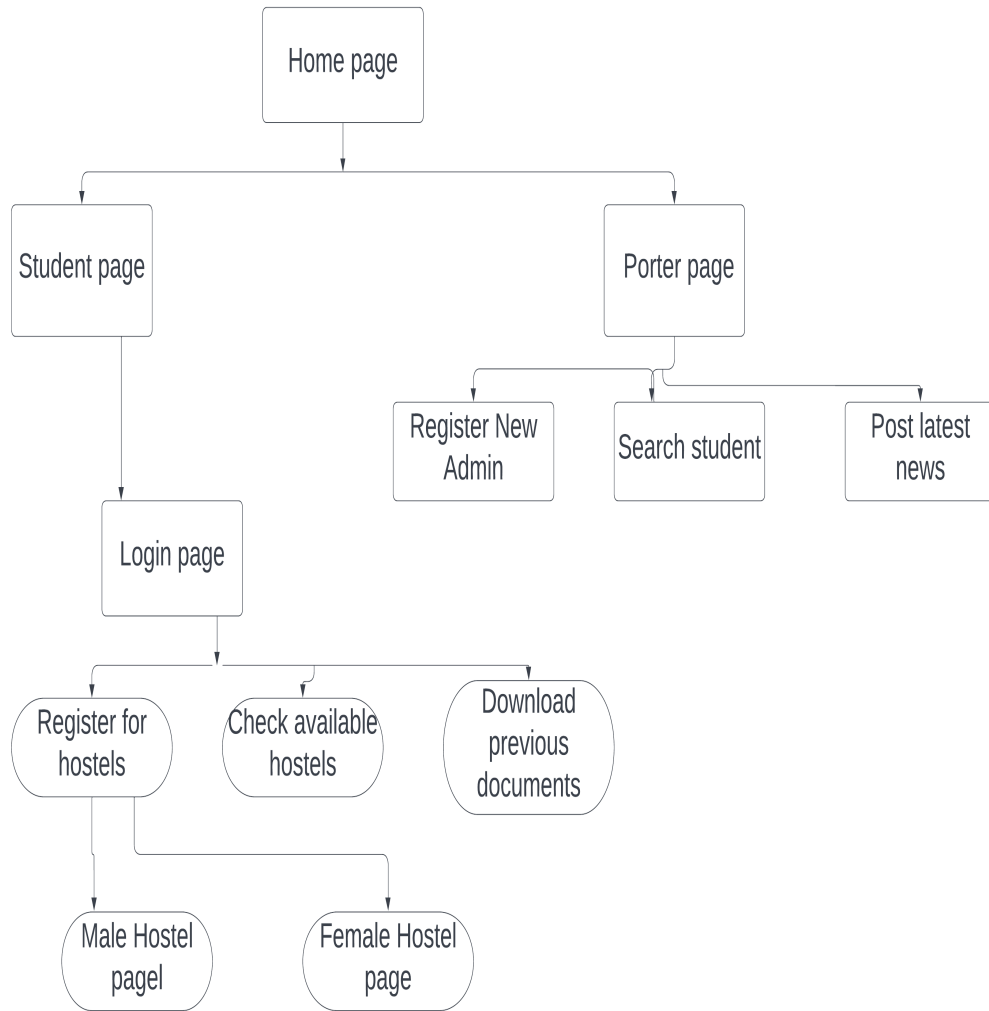 Home page
Student page
Porter page
Register New
Admin
Search student
Post latest
news
Login page
Register for
hostels
Check available
hostels
Download
previous
documents
Male Hostel
pagel
Female Hostel
page